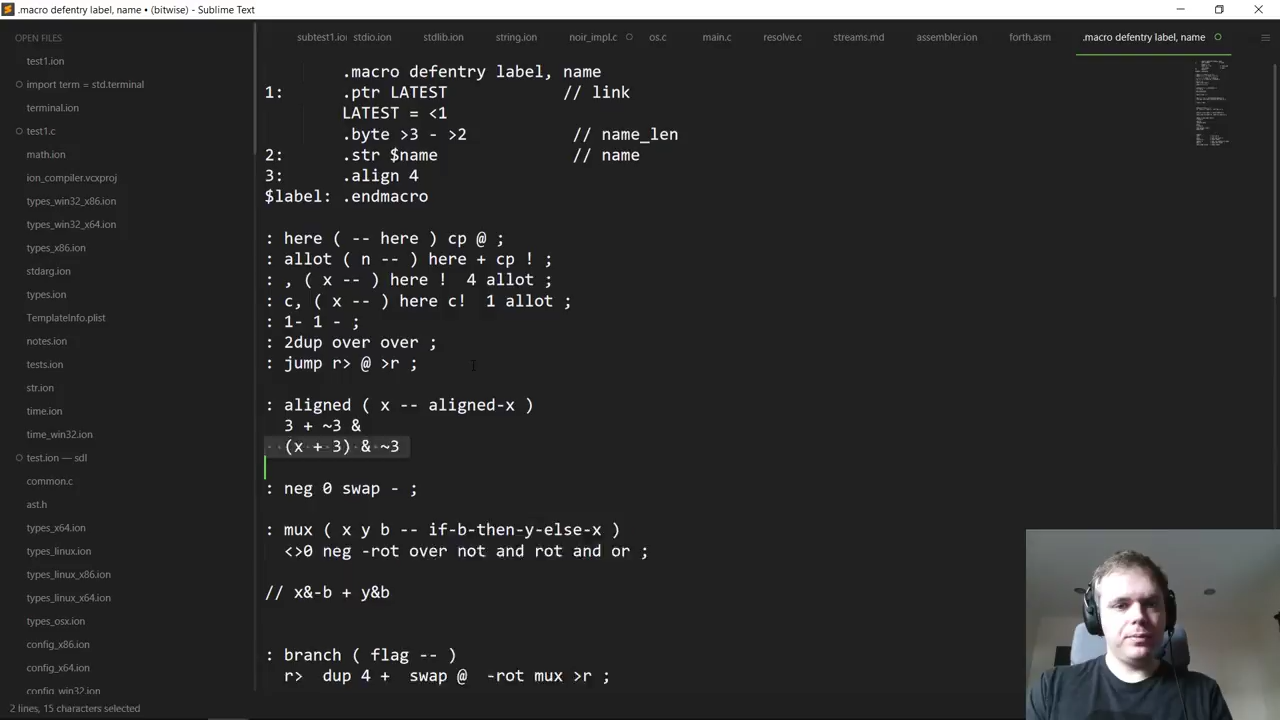 .macro defentry label, name • (bitwise) - Sublime Text
OPEN FILES
test1.ion
import term = std.terminal
terminal.ion
test1.c
math.ion
ion_compiler.vcxproj
types_win32_x86.ion
types_win32_x64.ion
types_x86.ion
stdarg.ion
types.ion
TemplateInfo.plist
notes.ion
tests.ion
str.ion
time.ion
time_win32.ion
test.ion — sdl
common.c
ast.h
types_x64.ion
types_linux.ion
types_linux_x86.ion
types_linux_x64.ion
types_osx.ion
config_x86.ion
config_x64.ion
config_win32.ion
subtest1.ion stdio.ion stdlib.ion string.ion noir_impl.c os.c main.c resolve.c streams.md assembler.ion forth.asm .macro defentry label, name
.macro defentry label, name
1: .ptr LATEST // link
LATEST = <1
.byte >3 - >2 // name_len
2: .str $name // name
3: .align 4
$label: .endmacro
: here ( -- here ) cp @ ;
: allot ( n -- ) here + cp ! ;
: , ( x -- ) here ! 4 allot ;
: c, ( x -- ) here c! 1 allot ;
: 1- 1 - ;
: 2dup over over ;
: jump r> @ >r ;
: aligned ( x -- aligned-x )
3 + ~3 &
(x + 3) & ~3
: neg 0 swap - ;
: mux ( x y b -- if-b-then-y-else-x )
<>0 neg -rot over not and rot and or ;
// x&-b + y&b
: branch ( flag -- )
r> dup 4 + swap @ -rot mux >r ;
2 lines, 15 characters selected